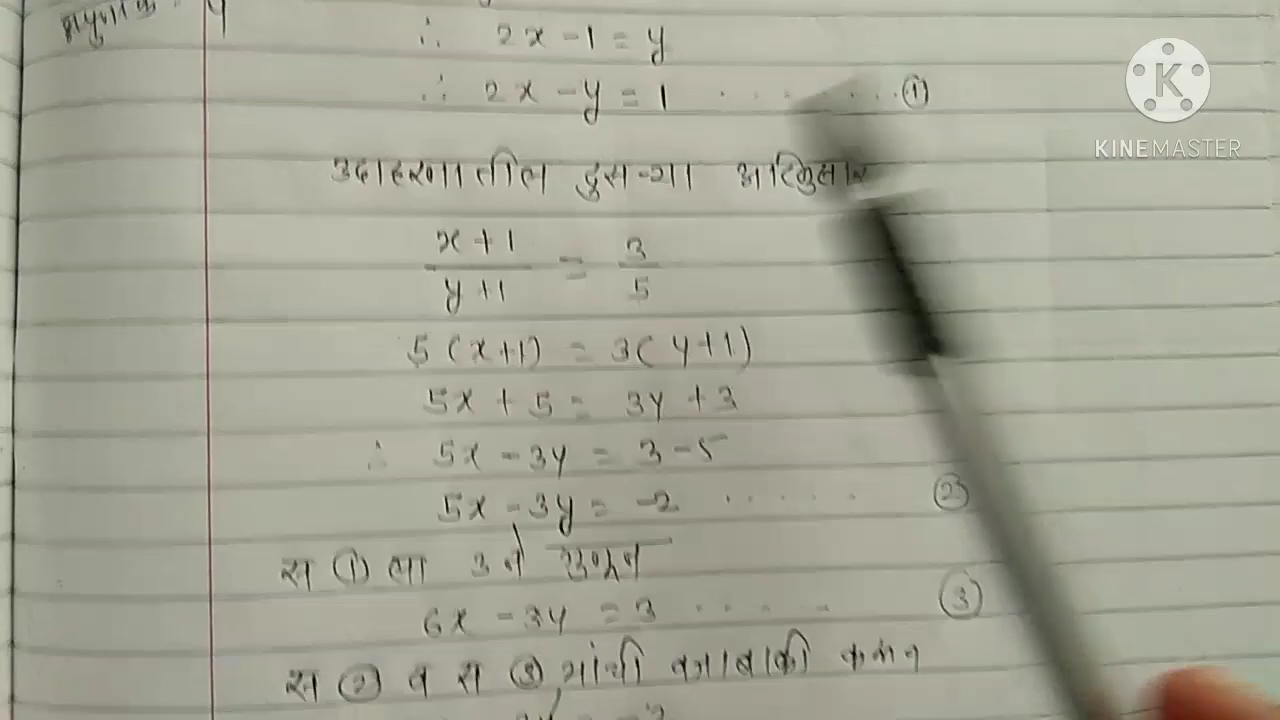 ∴ 2x - 1 = y
∴ 2x - y = 1 ........ ①
KINEMASTER
उदाहरणातील दुसऱ्या अटीनुसार
x + 1 / y + 1 = 3 / 5
5 (x+1) = 3( y+1)
5x + 5 = 3y + 3
∴ 5x - 3y = 3 - 5
5x - 3y = -2 ...... ②
स ① ला 3 ने गुणून
6x - 3y = 3 ..... ③
स ② व स ③ यांची वजाबाकी करून